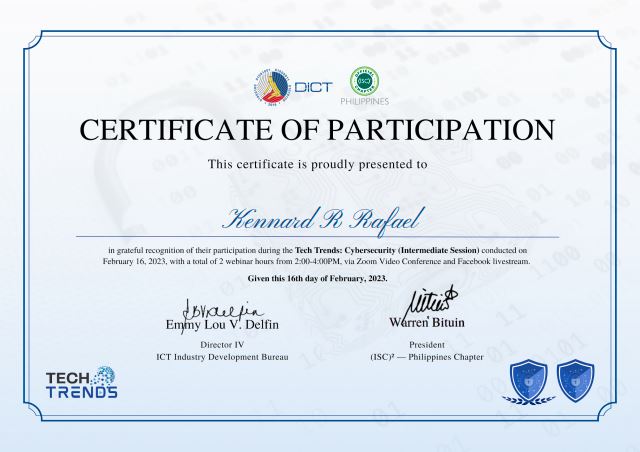 DICT
(ISC)²
PHILIPPINES
CERTIFICATE OF PARTICIPATION
This certificate is proudly presented to
Kennard R Rafael
in grateful recognition of their participation during the Tech Trends: Cybersecurity (Intermediate Session) conducted on
February 16, 2023, with a total of 2 webinar hours from 2:00-4:00PM, via Zoom Video Conference and Facebook livestream.
Given this 16th day of February, 2023.
Emmy Lou V. Delfin
Warren Bituin
Director IV
President
ICT Industry Development Bureau
(ISC)² — Philippines Chapter
TECH
TRENDS